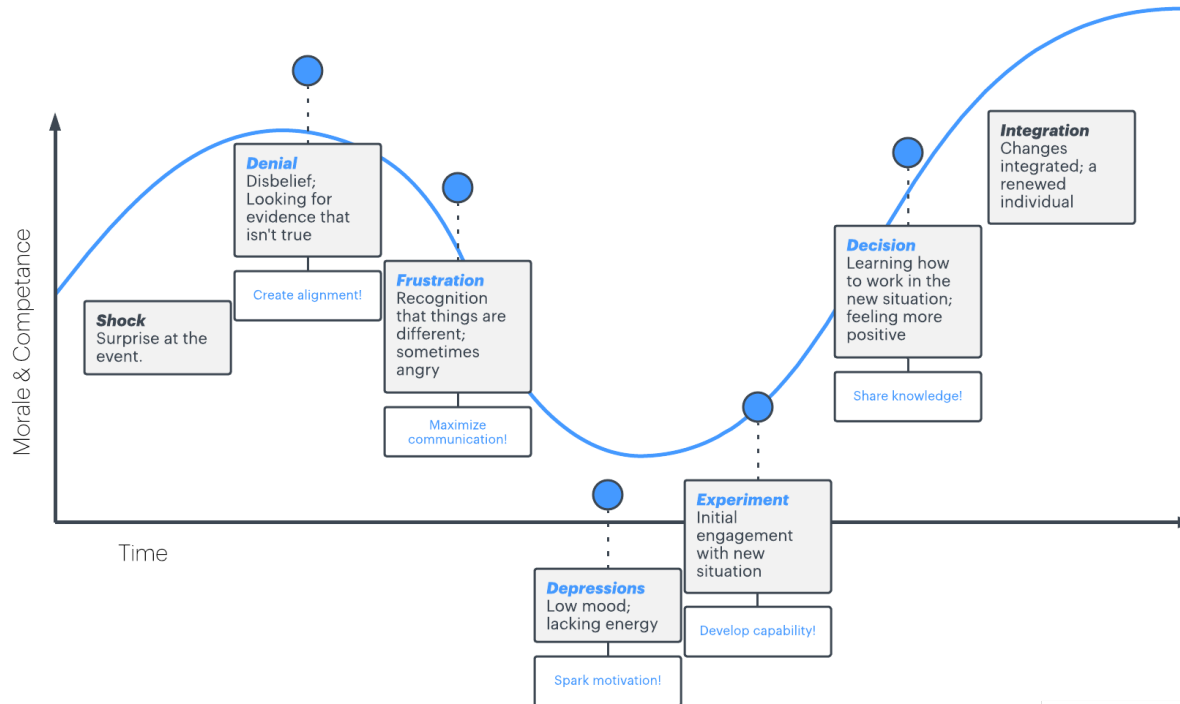 Morale & Competance
Time
Shock
Surprise at the
event.
Denial
Disbelief;
Looking for
evidence that
isn't true
Create alignment!
Frustration
Recognition
that things are
different;
sometimes
angry
Maximize
communication!
Depressions
Low mood;
lacking energy
Spark motivation!
Experiment
Initial
engagement
with new
situation
Develop capability!
Decision
Learning how
to work in the
new situation;
feeling more
positive
Share knowledge!
Integration
Changes
integrated; a
renewed
individual